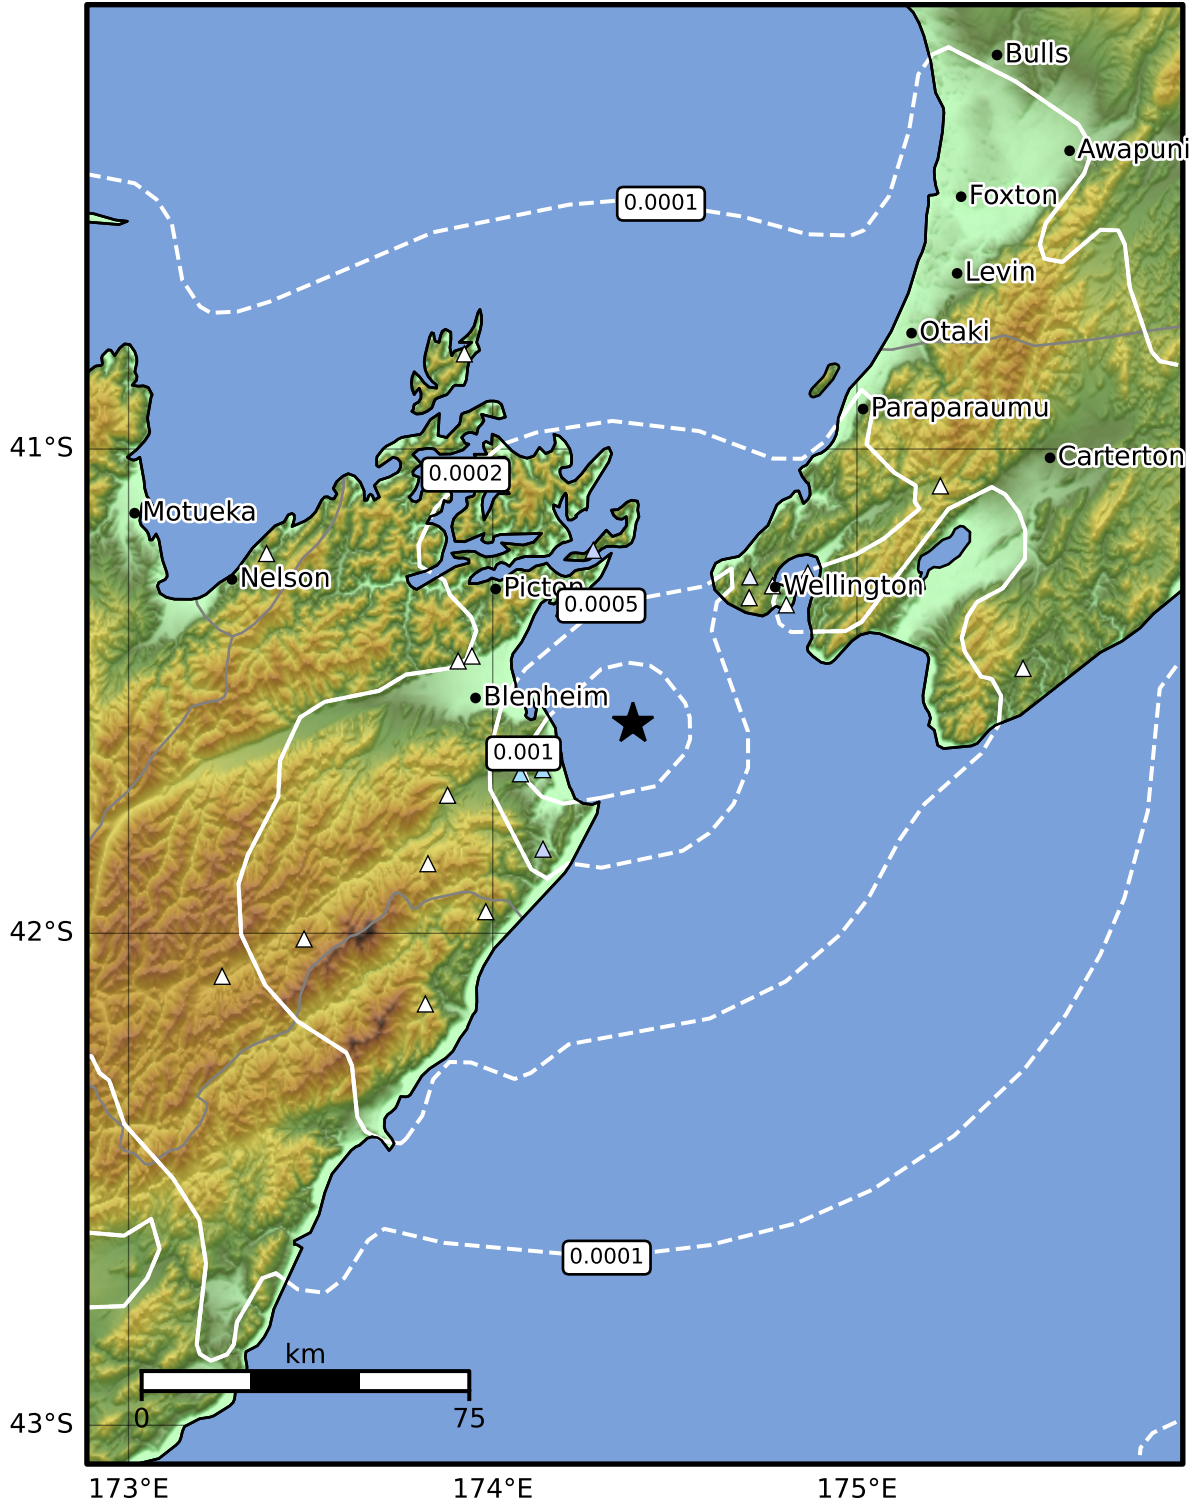 Bulls
Awapuni
0.0001
Foxton
Levin
Otaki
Paraparaumu
41°S
Carterton
0.0002
Motueka
Nelson
Picton
Wellington
0.0005
Blenheim
0.001
42°S
0.0001
km
0 75
43°S
173°E 174°E 175°E